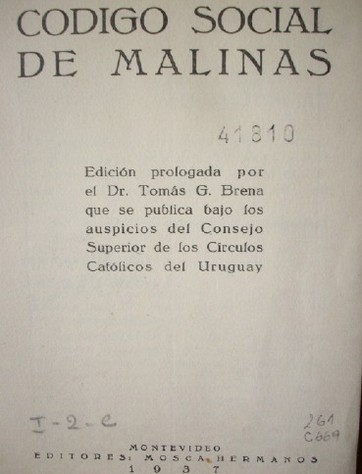 CODIGO SOCIAL
DE MALINAS
41810
Edición prologada por
el Dr. Tomás G. Brena
que se publica bajo los
auspicios del Consejo
Superior de los Círculos
Católicos del Uruguay
I-2-C
261
C669
MONTEVIDEO
EDITORES: MOSCA HERMANOS
1937